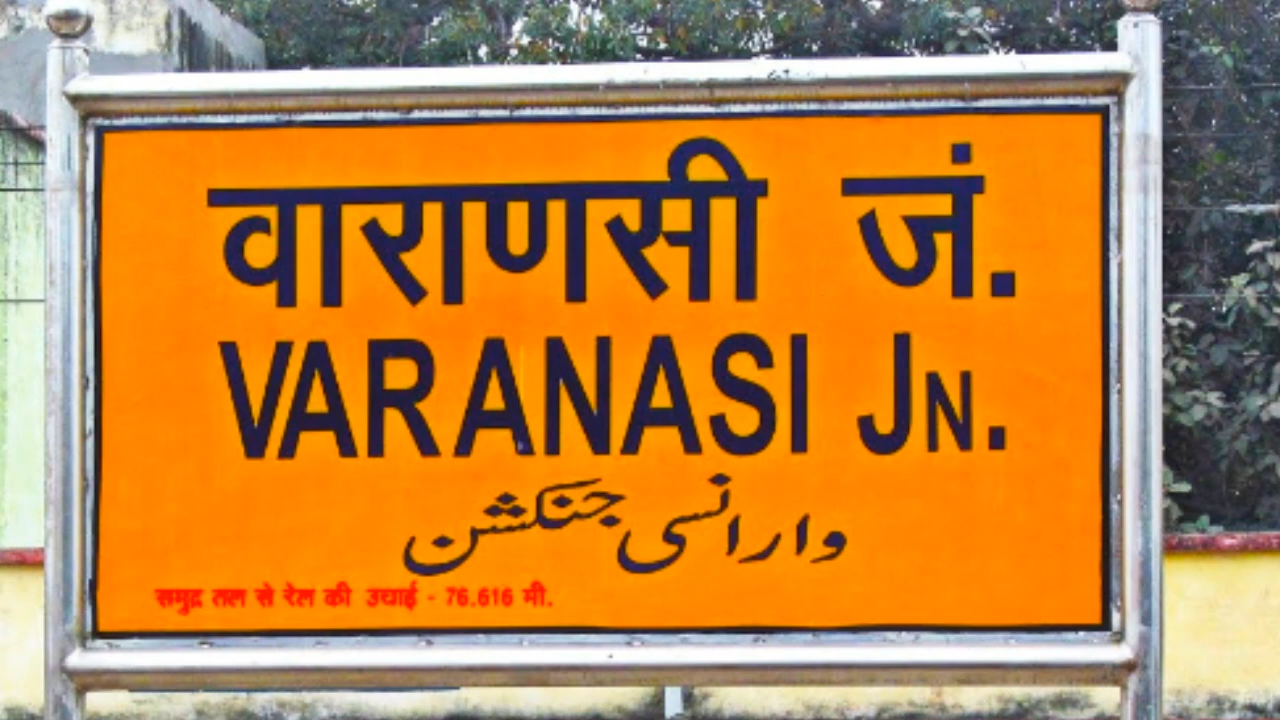 वाराणसी जं.
VARANASI JN.
وارانسی جنکشن
समुद्र तल से रेल की उचाई - 76.616 मी.